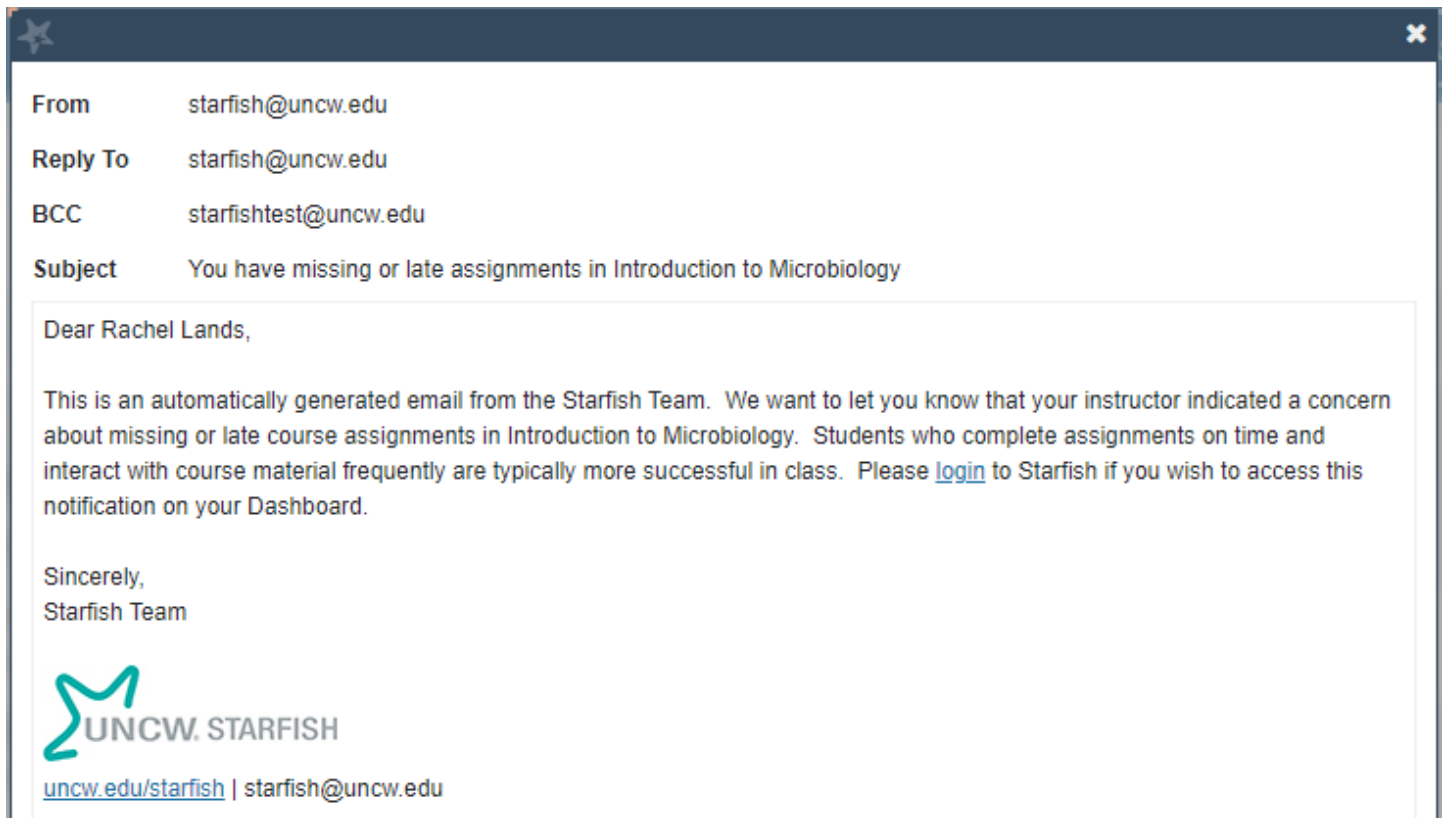 From starfish@uncw.edu
Reply To starfish@uncw.edu
BCC starfishtest@uncw.edu
Subject You have missing or late assignments in Introduction to Microbiology
Dear Rachel Lands,
This is an automatically generated email from the Starfish Team.  We want to let you know that your instructor indicated a concern
about missing or late course assignments in Introduction to Microbiology.  Students who complete assignments on time and
interact with course material frequently are typically more successful in class.  Please login to Starfish if you wish to access this
notification on your Dashboard.
Sincerely,
Starfish Team
UNCW. STARFISH
uncw.edu/starfish | starfish@uncw.edu